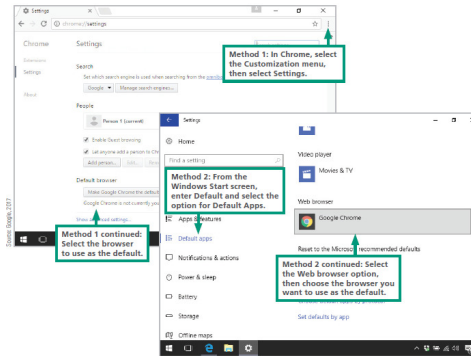 Settings
chrome://settings
Chrome
Settings
Extensions
Settings
About
Search
Set which search engine is used when searching from the
Google
Manage search engines...
People
Person 1 (current)
Enable Guest browsing
Let anyone add a person to Ch
Add person...
Edit...
Default browser
Make Google Chrome the default
Google Chrome is not currently you
Show advanced settings...
Method 1: In Chrome, select
the Customization menu,
then select Settings.
Method 1 continued:
Select the browser
to use as the default.
Source: Google, 2017
Settings
Home
Find a setting
Method 2: From the
Windows Start screen,
enter Default and select the
option for Default Apps.
Apps & features
Default apps
Notifications & actions
Power & sleep
Battery
Storage
Offline maps
Video player
Movies & TV
Web browser
Google Chrome
Reset to the Microsoft recommended defaults
Method 2 continued: Select
the Web browser option,
then choose the browser you
want to use as the default.
Set defaults by app